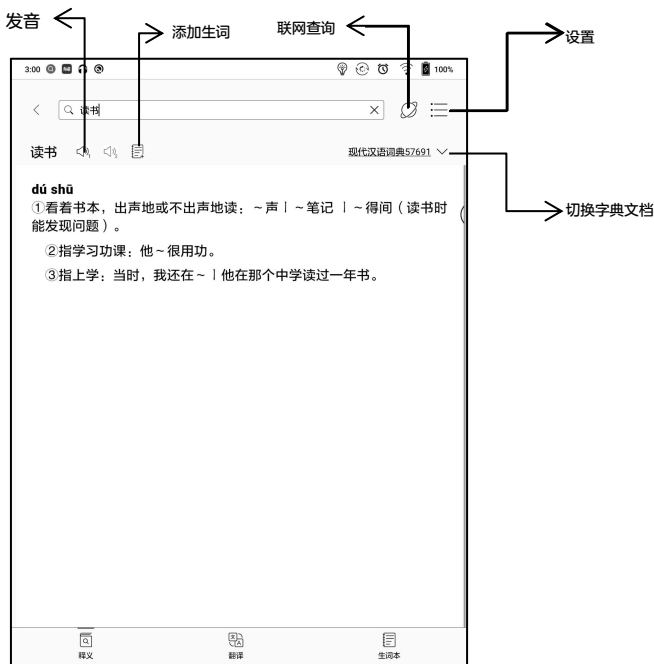 发音
添加生词
联网查询
设置
3:00
100%
读书
读书
现代汉语词典57691
切换字典文档
dú shū
①看着书本，出声地或不出声地读：～声 | ～笔记 | ～得间（读书时
能发现问题）。
②指学习功课：他～很用功。
③指上学：当时，我还在～ | 他在那个中学读过一年书。
释义
翻译
生词本